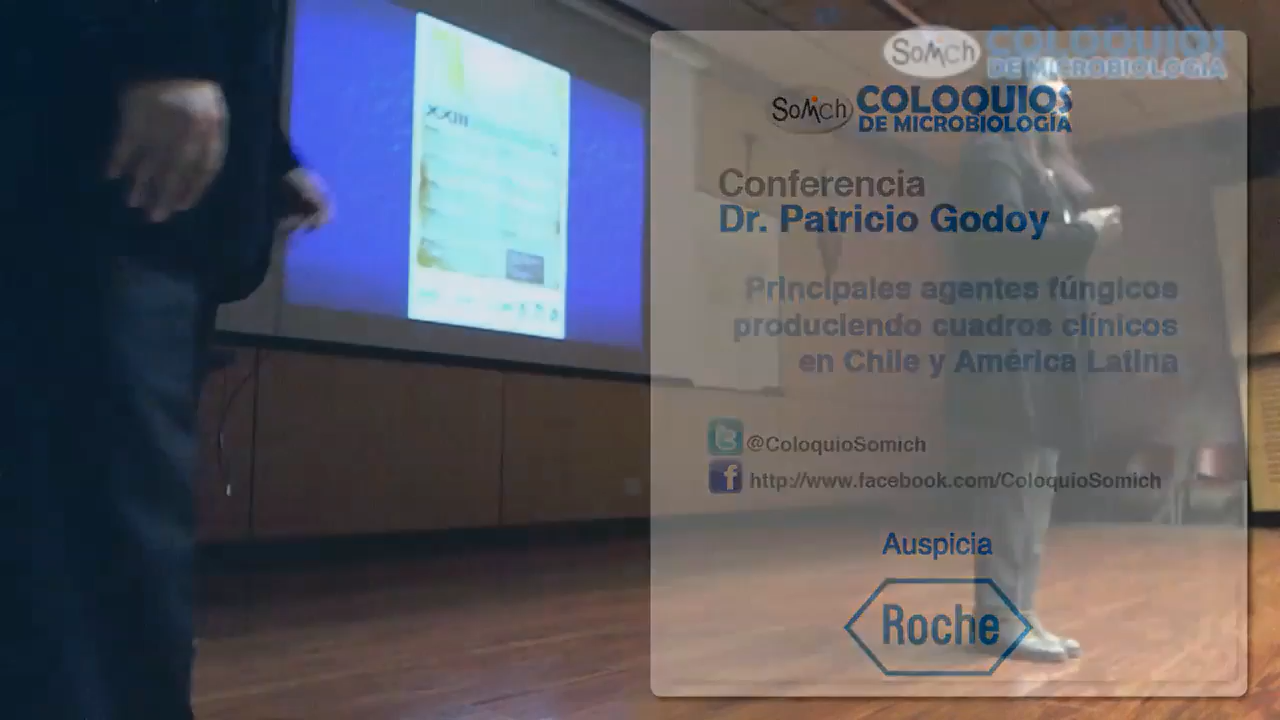 XXIII
SoMich COLOQUIOS
DE MICROBIOLOGÍA
SoMich COLOQUIOS
DE MICROBIOLOGÍA
Conferencia
Dr. Patricio Godoy
Principales agentes fúngicos
produciendo cuadros clínicos
en Chile y América Latina
@ColoquioSomich
http://www.facebook.com/ColoquioSomich
Auspicia
Roche